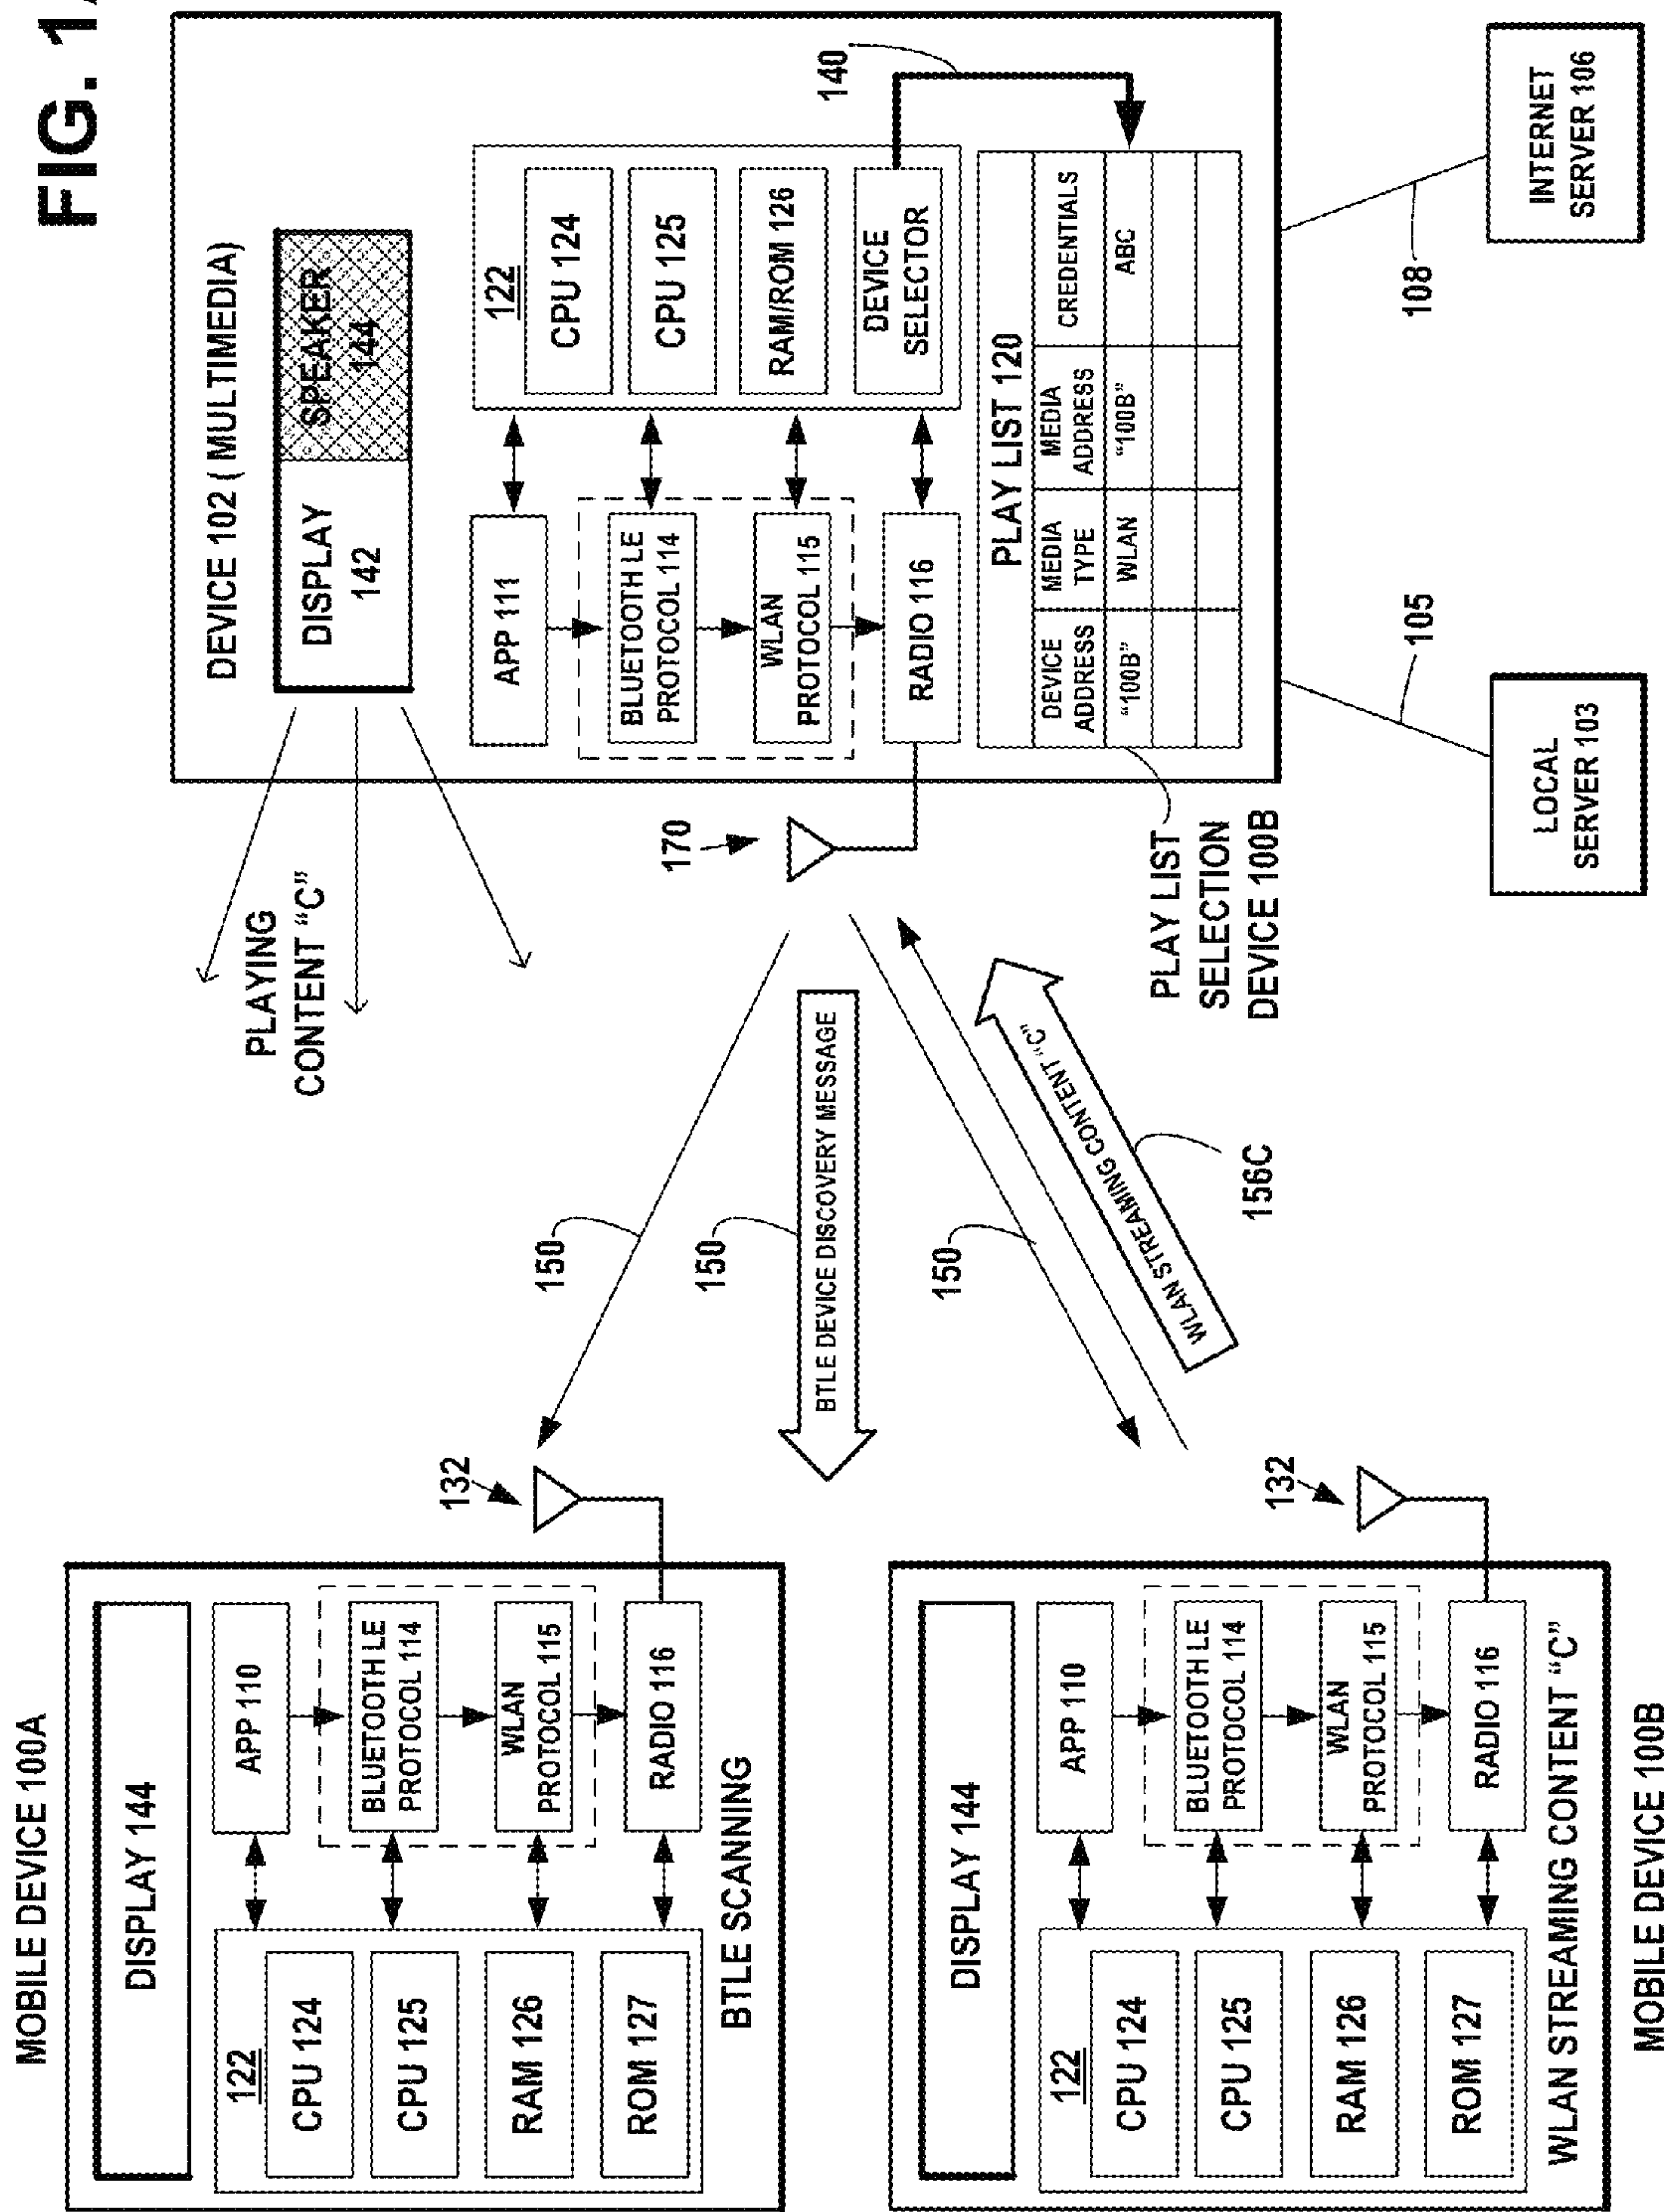 FIG. 1
MOBILE DEVICE 100A
DISPLAY 144
122
CPU 124
CPU 125
RAM 126
ROM 127
APP 110
BLUETOOTH LE
PROTOCOL 114
WLAN
PROTOCOL 115
RADIO 116
BTLE SCANNING
132
DISPLAY 144
122
CPU 124
CPU 125
RAM 126
ROM 127
APP 110
BLUETOOTH LE
PROTOCOL 114
WLAN
PROTOCOL 115
RADIO 116
WLAN STREAMING CONTENT "C"
MOBILE DEVICE 100B
132
150
150
BTLE DEVICE DISCOVERY MESSAGE
150
WLAN STREAMING CONTENT "C"
156C
PLAYING
CONTENT "C"
170
PLAY LIST
SELECTION
DEVICE 100B
DEVICE 102 ( MULTIMEDIA)
DISPLAY
142
SPEAKER
144
APP 111
BLUETOOTH LE
PROTOCOL 114
WLAN
PROTOCOL 115
RADIO 116
122
CPU 124
CPU 125
RAM/ROM 126
DEVICE
SELECTOR
140
PLAY LIST 120
DEVICE ADDRESS
MEDIA TYPE
MEDIA ADDRESS
CREDENTIALS
"100B"
WLAN
"100B"
ABC
105
LOCAL
SERVER 103
108
INTERNET
SERVER 106